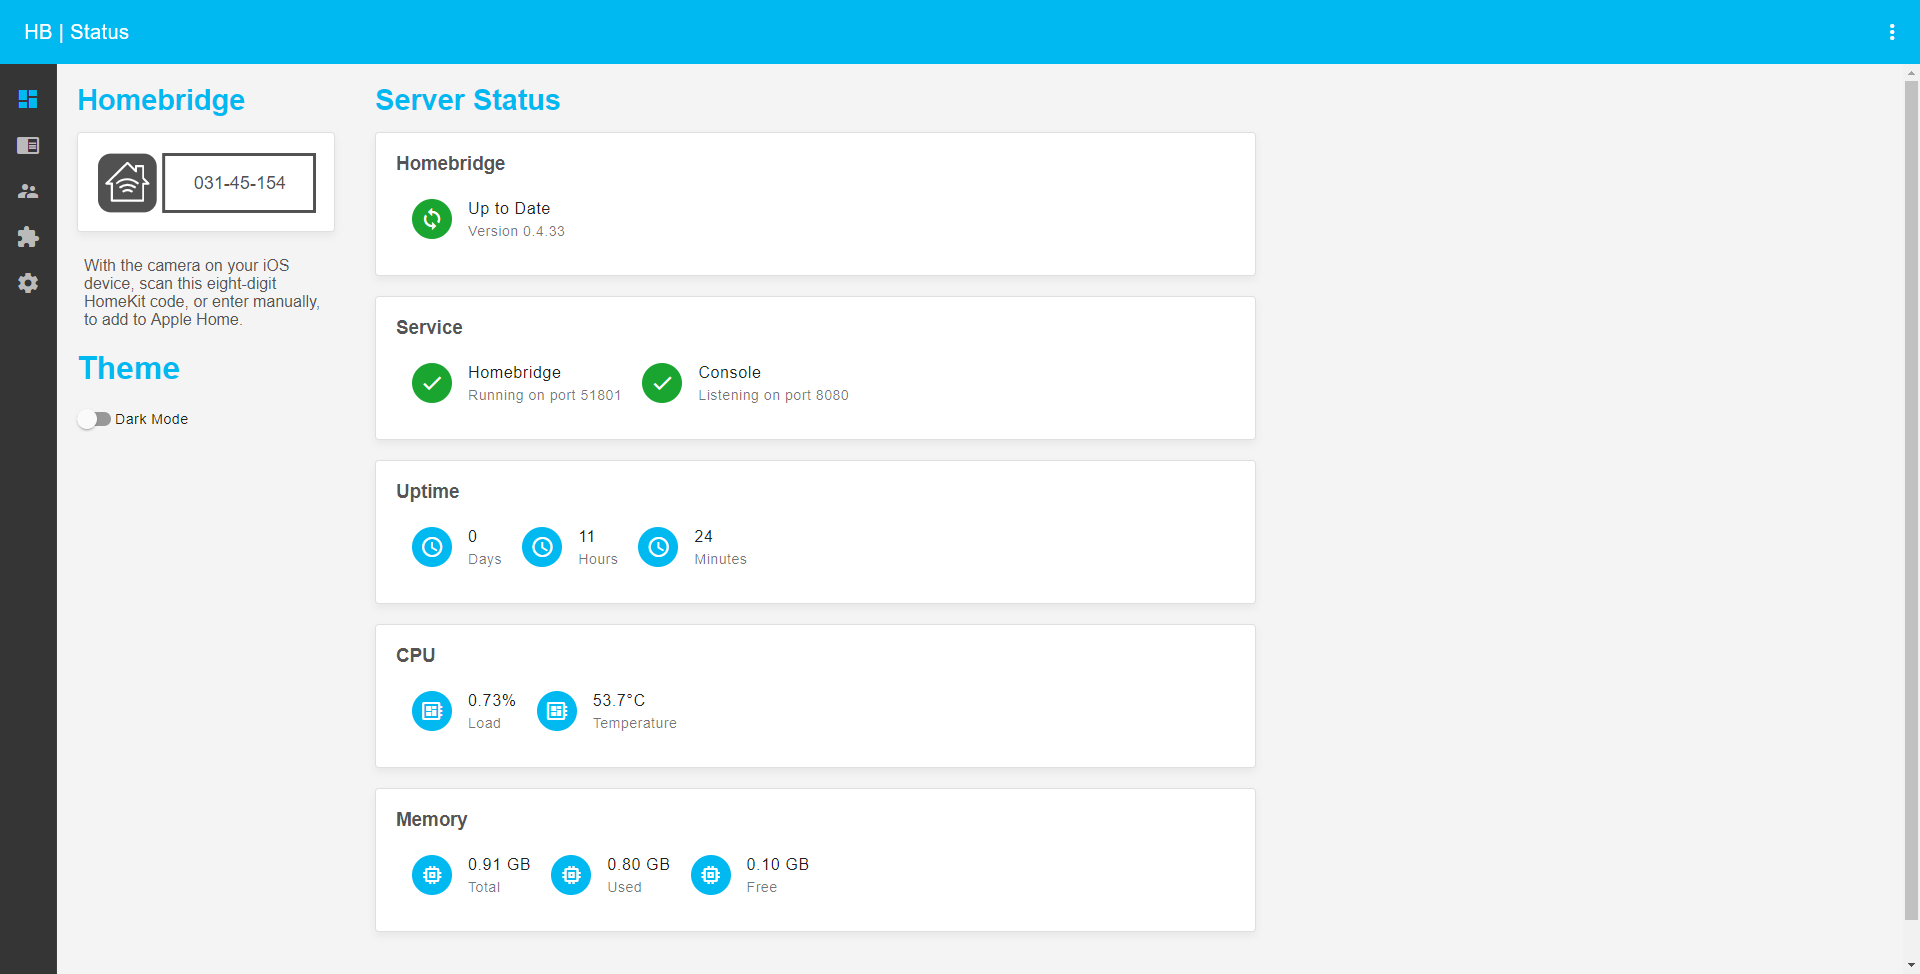 HB | Status
Homebridge
031-45-154
With the camera on your iOS
device, scan this eight-digit
HomeKit code, or enter manually,
to add to Apple Home.
Theme
Dark Mode
Server Status
Homebridge
Up to Date
Version 0.4.33
Service
Homebridge
Running on port 51801
Console
Listening on port 8080
Uptime
0
Days
11
Hours
24
Minutes
CPU
0.73%
Load
53.7°C
Temperature
Memory
0.91 GB
Total
0.80 GB
Used
0.10 GB
Free